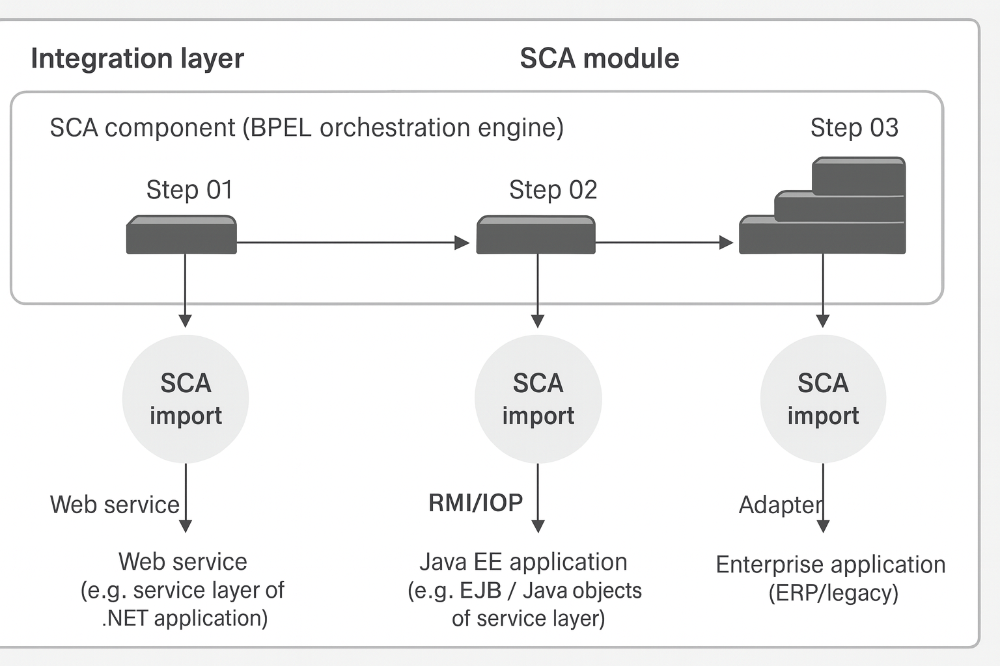 Integration layer
SCA module
SCA component (BPEL orchestration engine)
Step 01
Step 02
Step 03
SCA
import
SCA
import
SCA
import
Web service
RMI/IOP
Adapter
Web service
(e.g. service layer of
.NET application)
Java EE application
(e.g. EJB / Java objects
of service layer)
Enterprise application
(ERP/legacy)